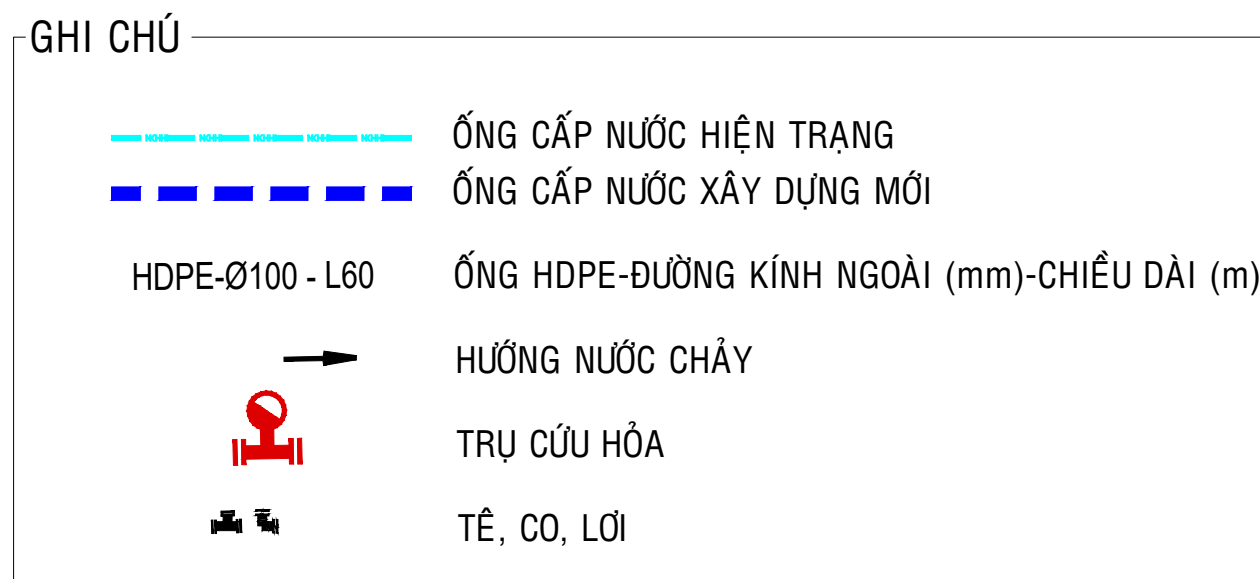 GHI CHÚ
ỐNG CẤP NƯỚC HIỆN TRẠNG
ỐNG CẤP NƯỚC XÂY DỰNG MỚI
HDPE-Ø100 - L60 ỐNG HDPE-ĐƯỜNG KÍNH NGOÀI (mm)-CHIỀU DÀI (m)
HƯỚNG NƯỚC CHẢY
TRỤ CỨU HỎA
TÊ, CO, LƠI